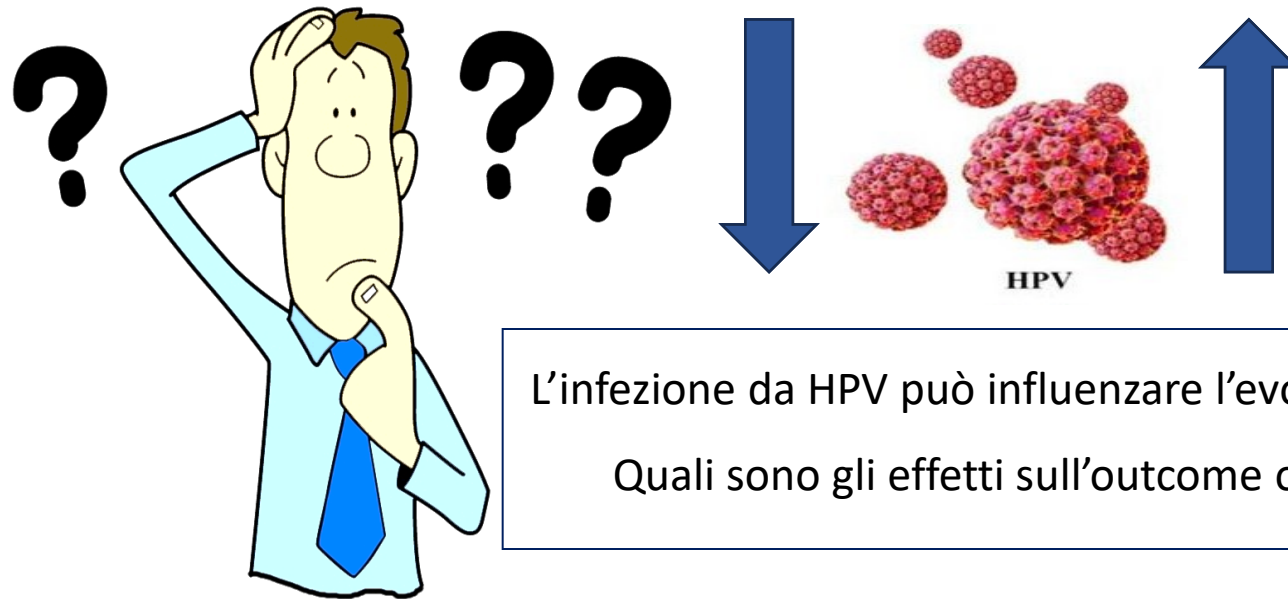 ? ? ?
HPV
L'infezione da HPV può influenzare l'evo
Quali sono gli effetti sull'outcome